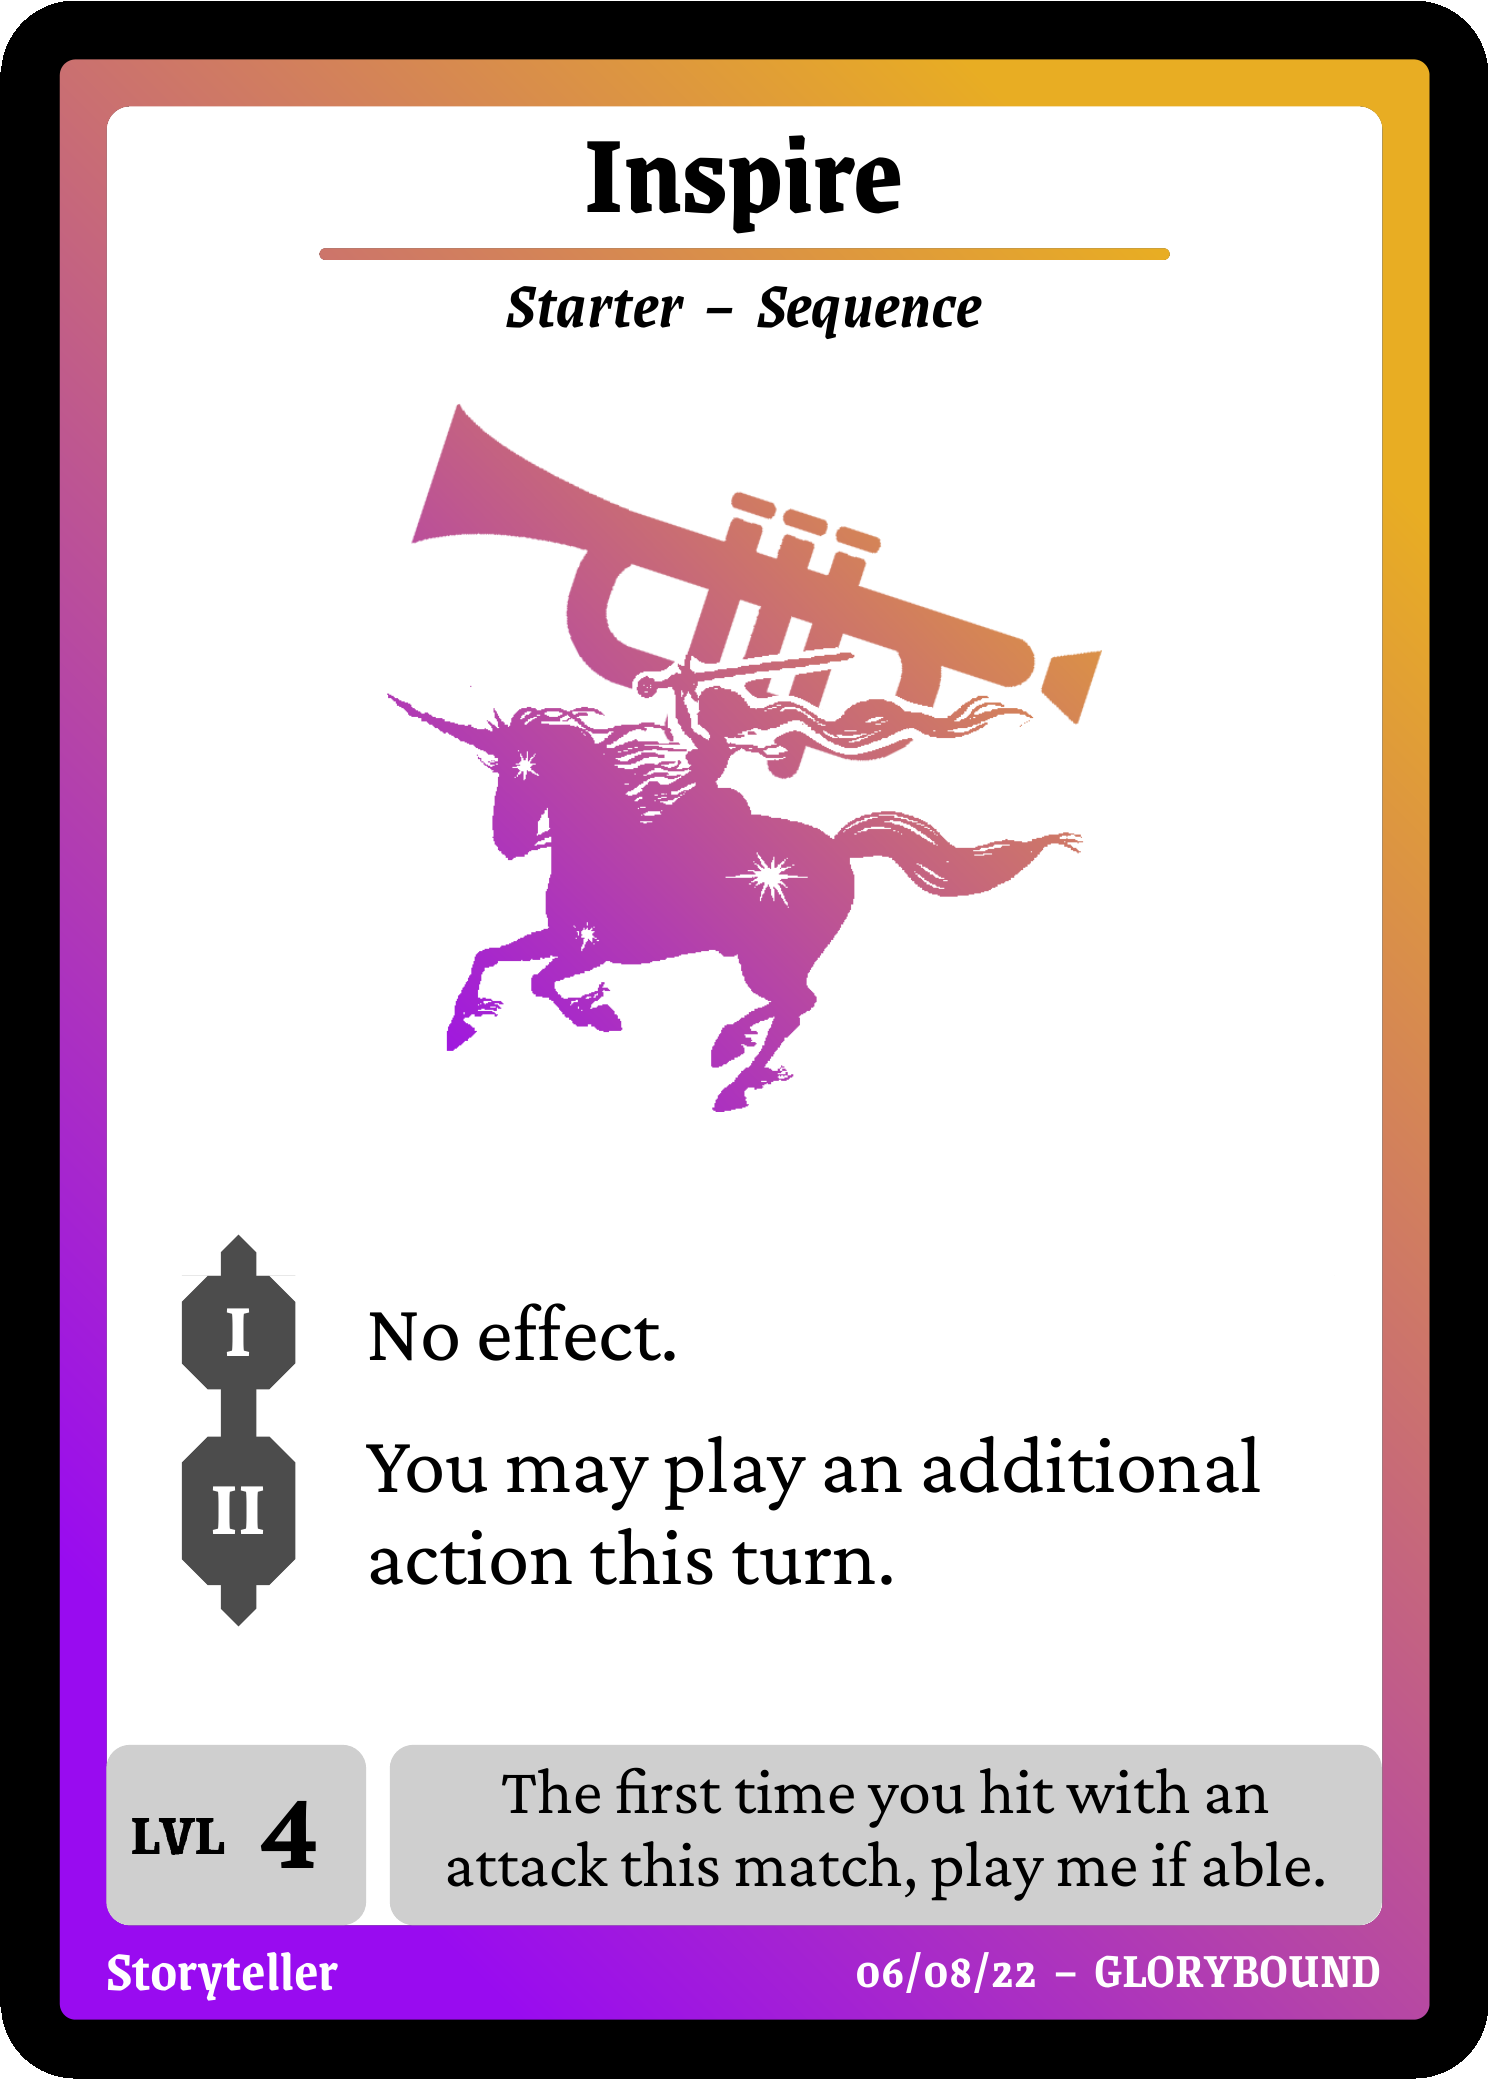 Inspire
Starter – Sequence
I
No effect.
II
You may play an additional
action this turn.
LVL 4
The first time you hit with an
attack this match, play me if able.
Storyteller
06/08/22 – GLORYBOUND